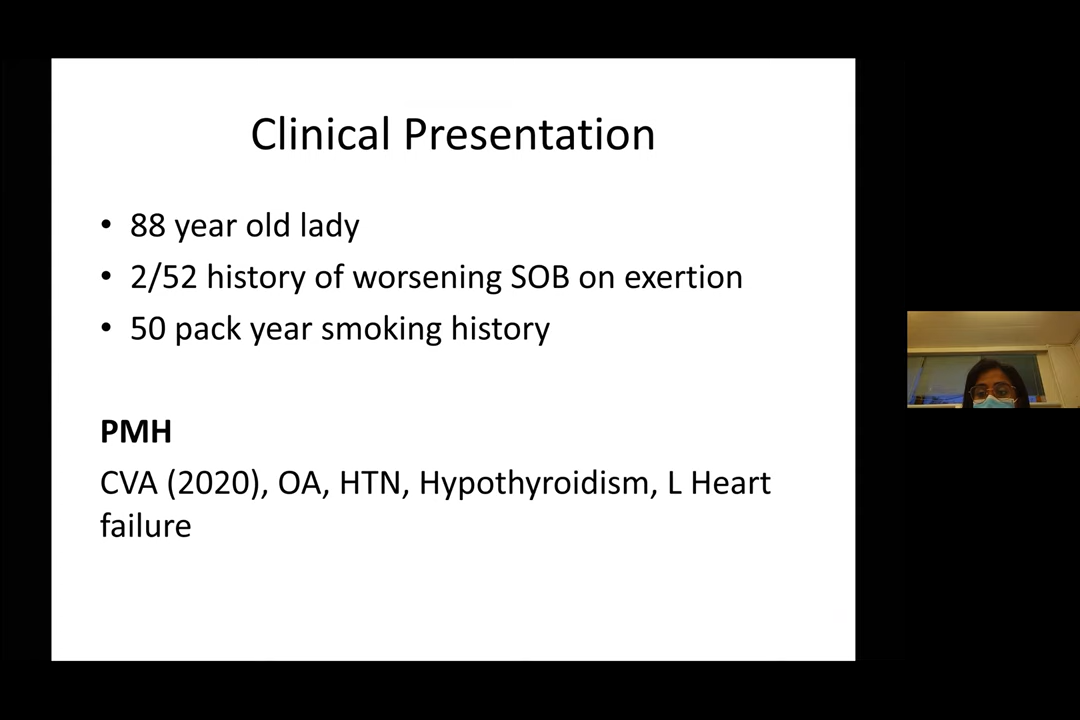 Clinical Presentation
• 88 year old lady
• 2/52 history of worsening SOB on exertion
• 50 pack year smoking history
PMH
CVA (2020), OA, HTN, Hypothyroidism, L Heart
failure